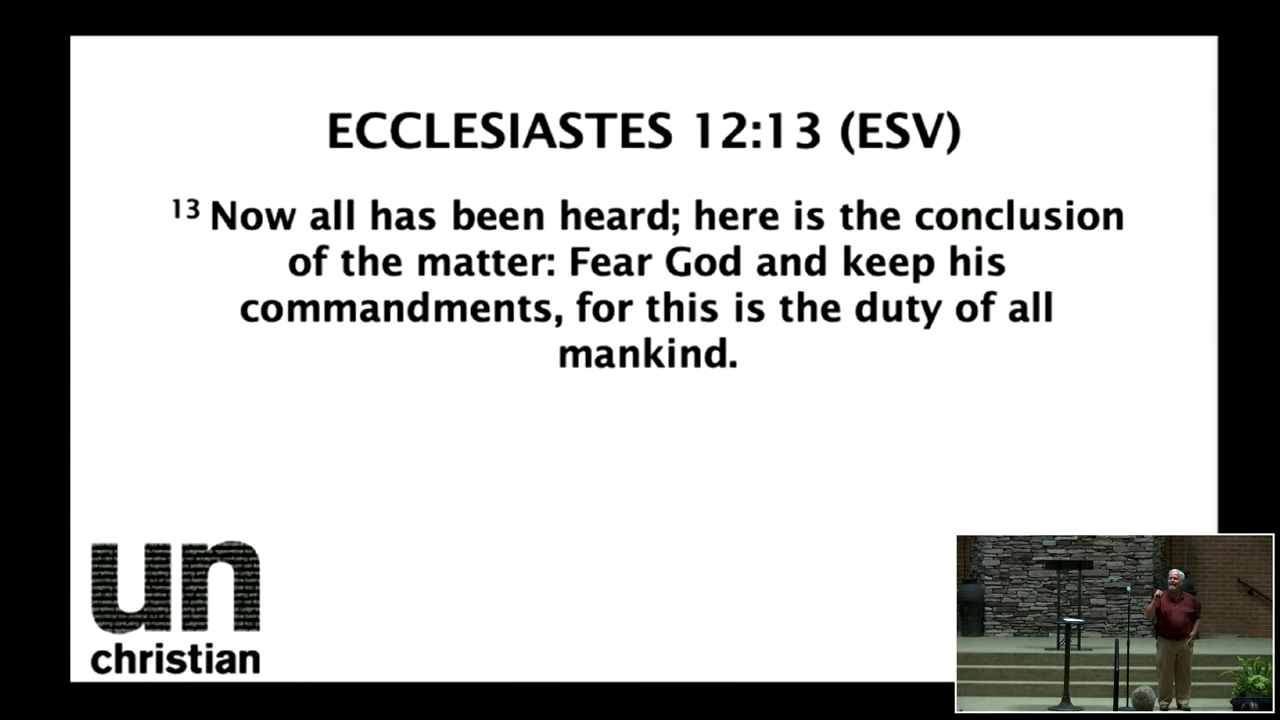 ECCLESIASTES 12:13 (ESV)
13 Now all has been heard; here is the conclusion
of the matter: Fear God and keep his
commandments, for this is the duty of all
mankind.
un
christian